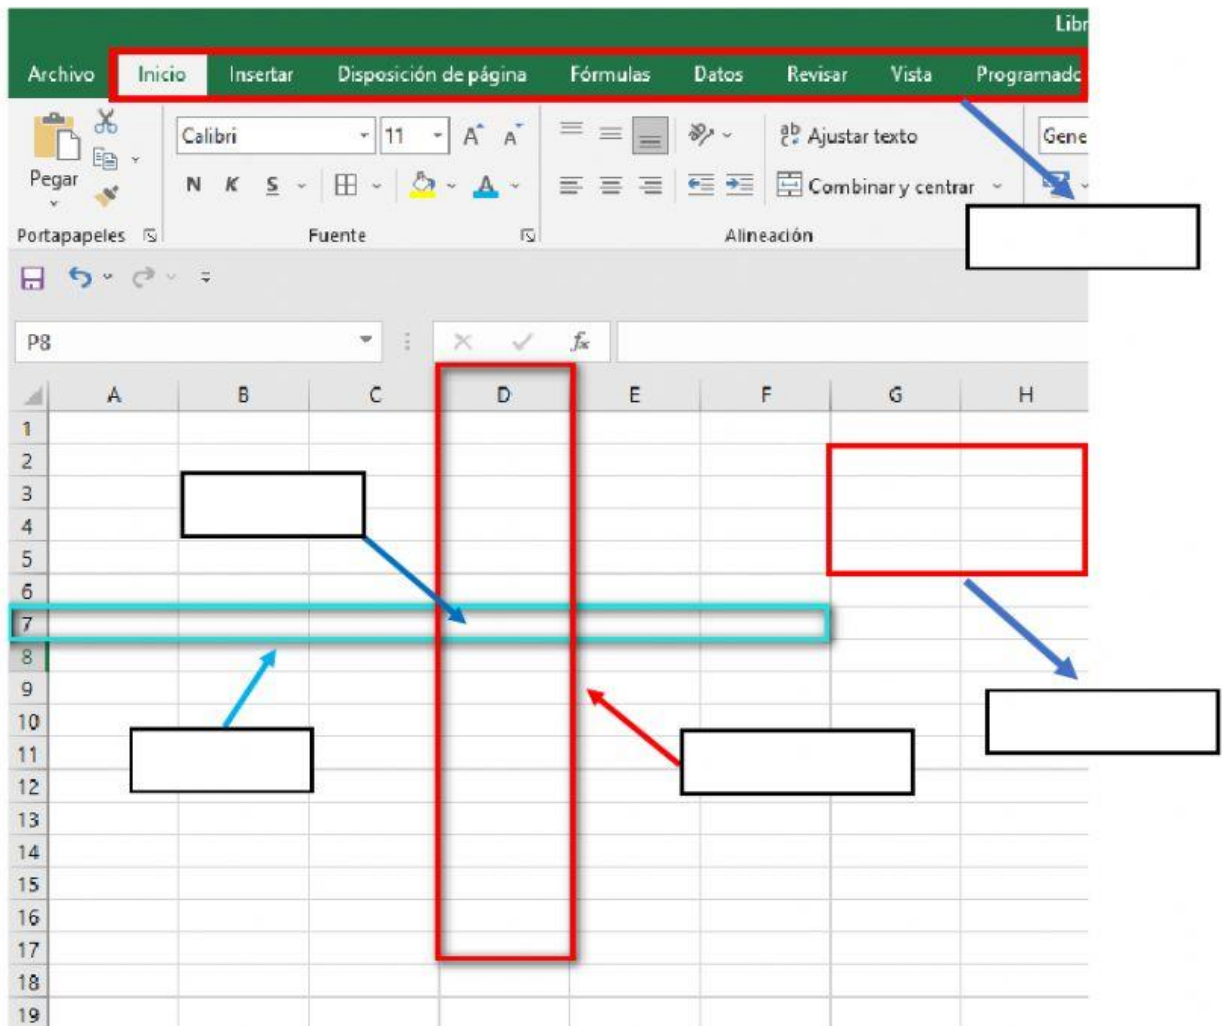 Libr
Archivo Inicio Insertar Disposición de página Fórmulas Datos Revisar Vista Programado
Calibri 11 A A ab Ajustar texto Gene
Pegar N K S A Combinar y centrar
Portapapeles Fuente Alineación
P8 fx
A B C D E F G H
1
2
3
4
5
6
7
8
9
10
11
12
13
14
15
16
17
18
19